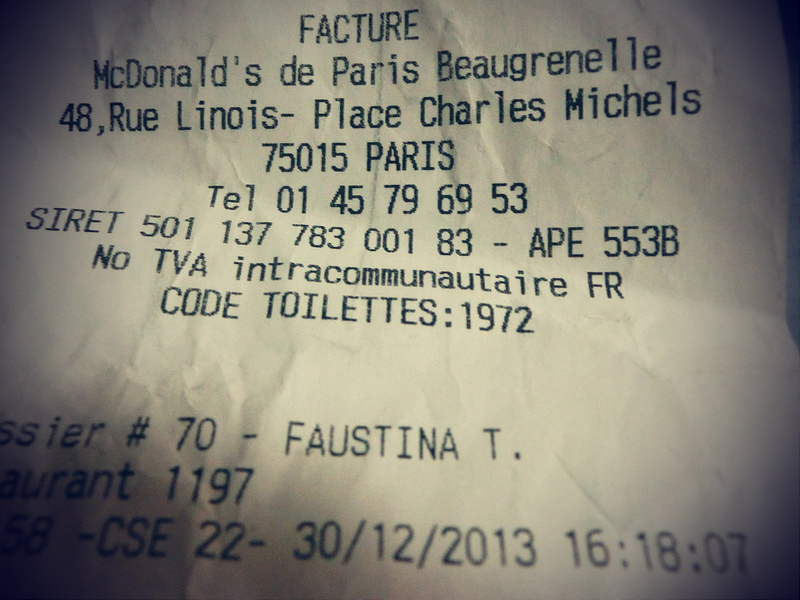 FACTURE
McDonald's de Paris Beaugrenelle
48,Rue Linois- Place Charles Michels
75015 PARIS
Tel 01 45 79 69 53
SIRET 501 137 783 001 83 - APE 553B
No TVA intracommunautaire FR
CODE TOILETTES:1972
ssier # 70 - FAUSTINA T.
aurant 1197
58 -CSE 22- 30/12/2013 16:18:07